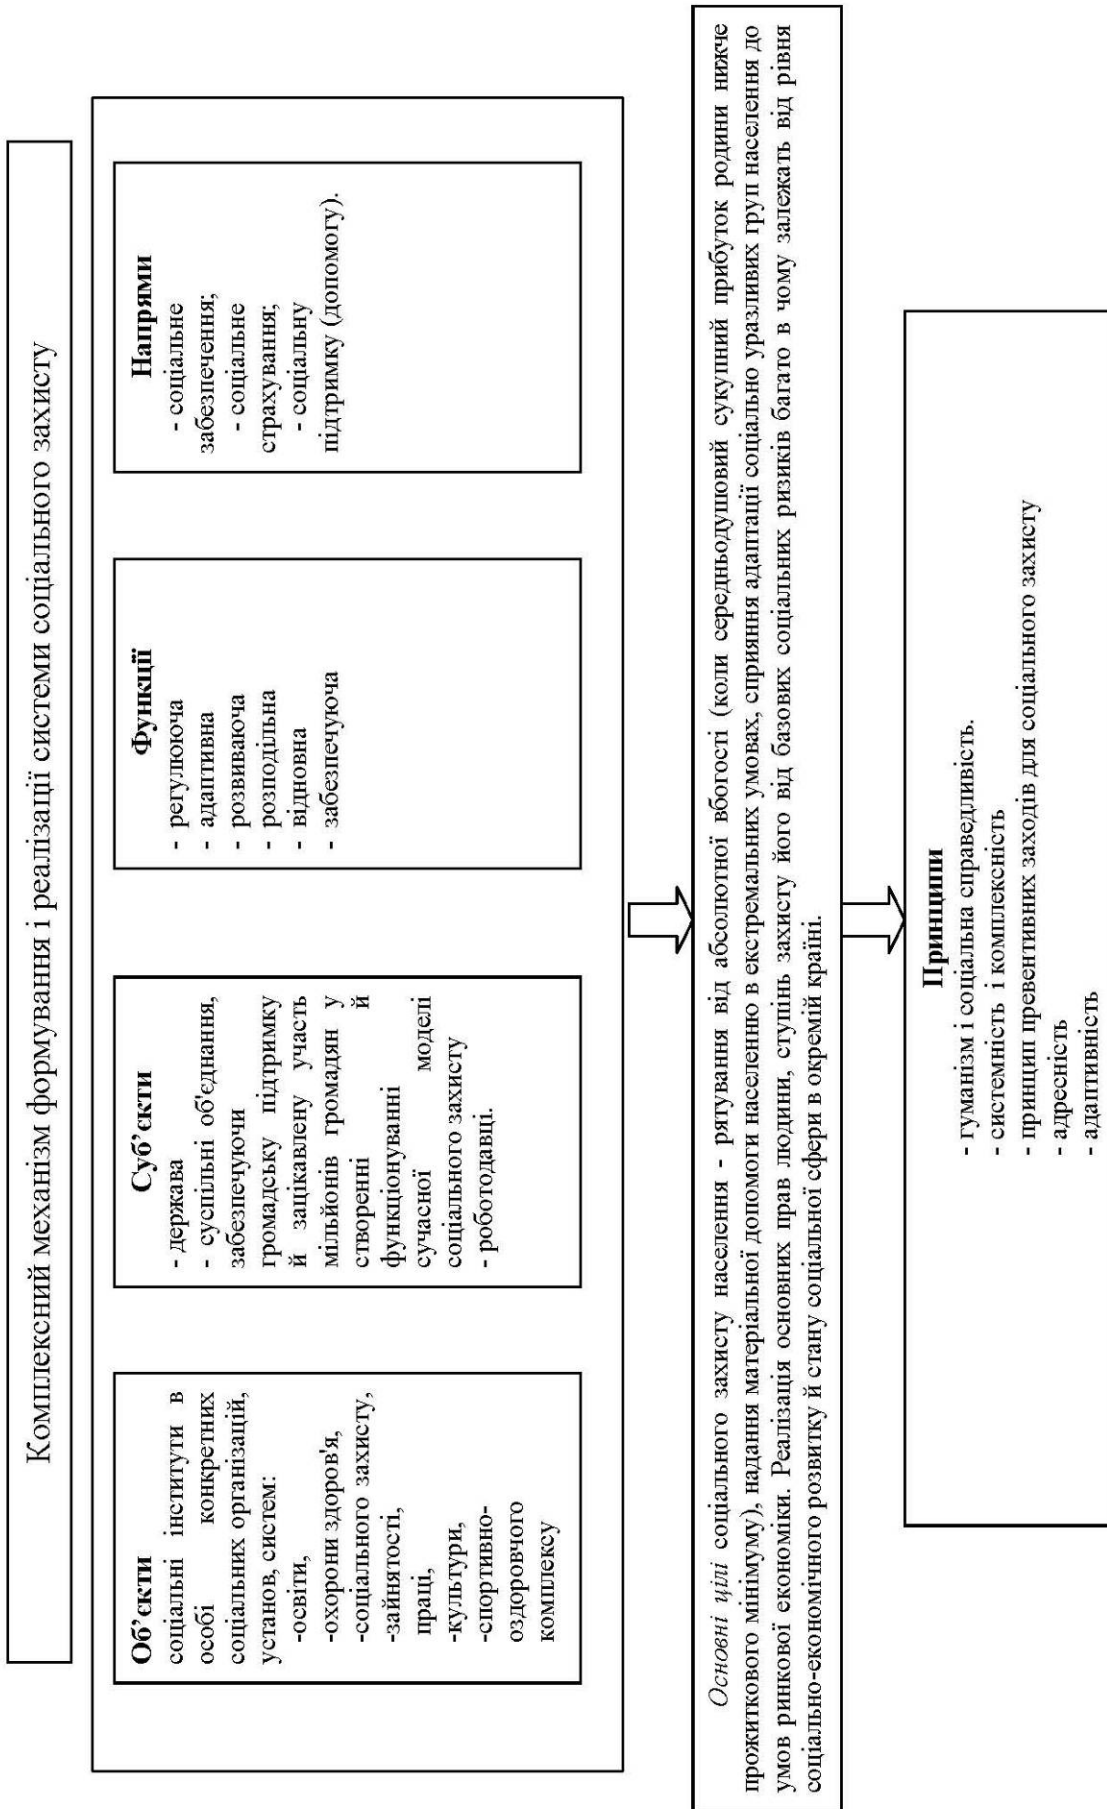 Комплексний механізм формування і реалізації системи соціального захисту
Об’єкти
соціальні інститути в
особі конкретних
соціальних організацій,
установ, систем:
-освіти,
-охорони здоров'я,
-соціального захисту,
-зайнятості,
праці,
-культури,
-спортивно-
оздоровчого
комплексу
Суб’єкти
- держава
- суспільні об'єднання,
забезпечуючи
громадську підтримку
й зацікавлену участь
мільйонів громадян у
створенні й
функціонуванні
сучасної моделі
соціального захисту
- роботодавці.
Функції
- регулююча
- адаптивна
- розвиваюча
- розподільна
- відновна
- забезпечуюча
Напрями
- соціальне
забезпечення;
- соціальне
страхування;
- соціальну
підтримку (допомогу).
Основні цілі соціального захисту населення - рятування від абсолютної вбогості (коли середньодушовий сукупний прибуток родини нижче
прожиткового мінімуму), надання матеріальної допомоги населенню в екстремальних умовах, сприяння адаптації соціально уразливих груп населення до
умов ринкової економіки. Реалізація основних прав людини, ступінь захисту його від базових соціальних ризиків багато в чому залежать від рівня
соціально-економічного розвитку й стану соціальної сфери в окремій країні.
Принципи
- гуманізм і соціальна справедливість.
- системність і комплексність
- принцип превентивних заходів для соціального захисту
- адресність
- адаптивність